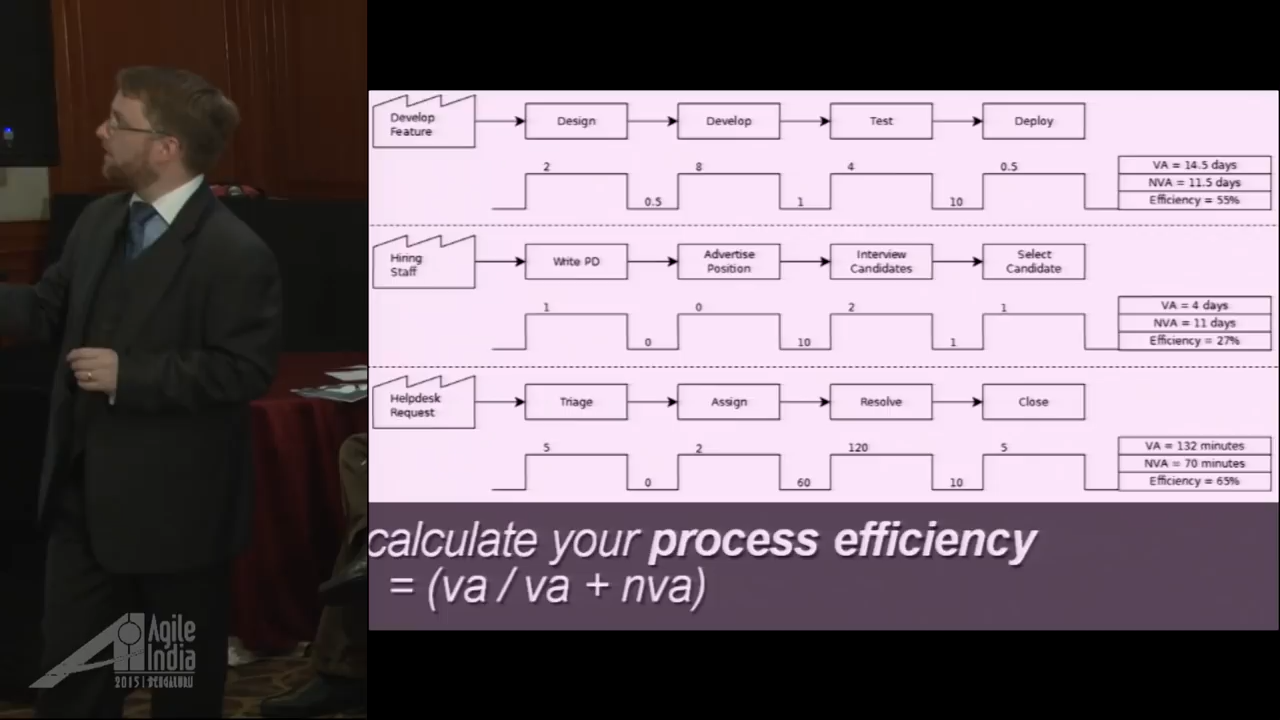 Develop
Feature
Design
Develop
Test
Deploy
2
8
4
0.5
0.5
1
10
VA = 14.5 days
NVA = 11.5 days
Efficiency = 55%
Hiring
Staff
Write PD
Advertise
Position
Interview
Candidates
Select
Candidate
1
0
2
1
0
10
1
VA = 4 days
NVA = 11 days
Efficiency = 27%
Helpdesk
Request
Triage
Assign
Resolve
Close
5
2
120
5
0
60
10
VA = 132 minutes
NVA = 70 minutes
Efficiency = 65%
calculate your process efficiency
= (va / va + nva)
Agile
India
2015 | BENGALURU